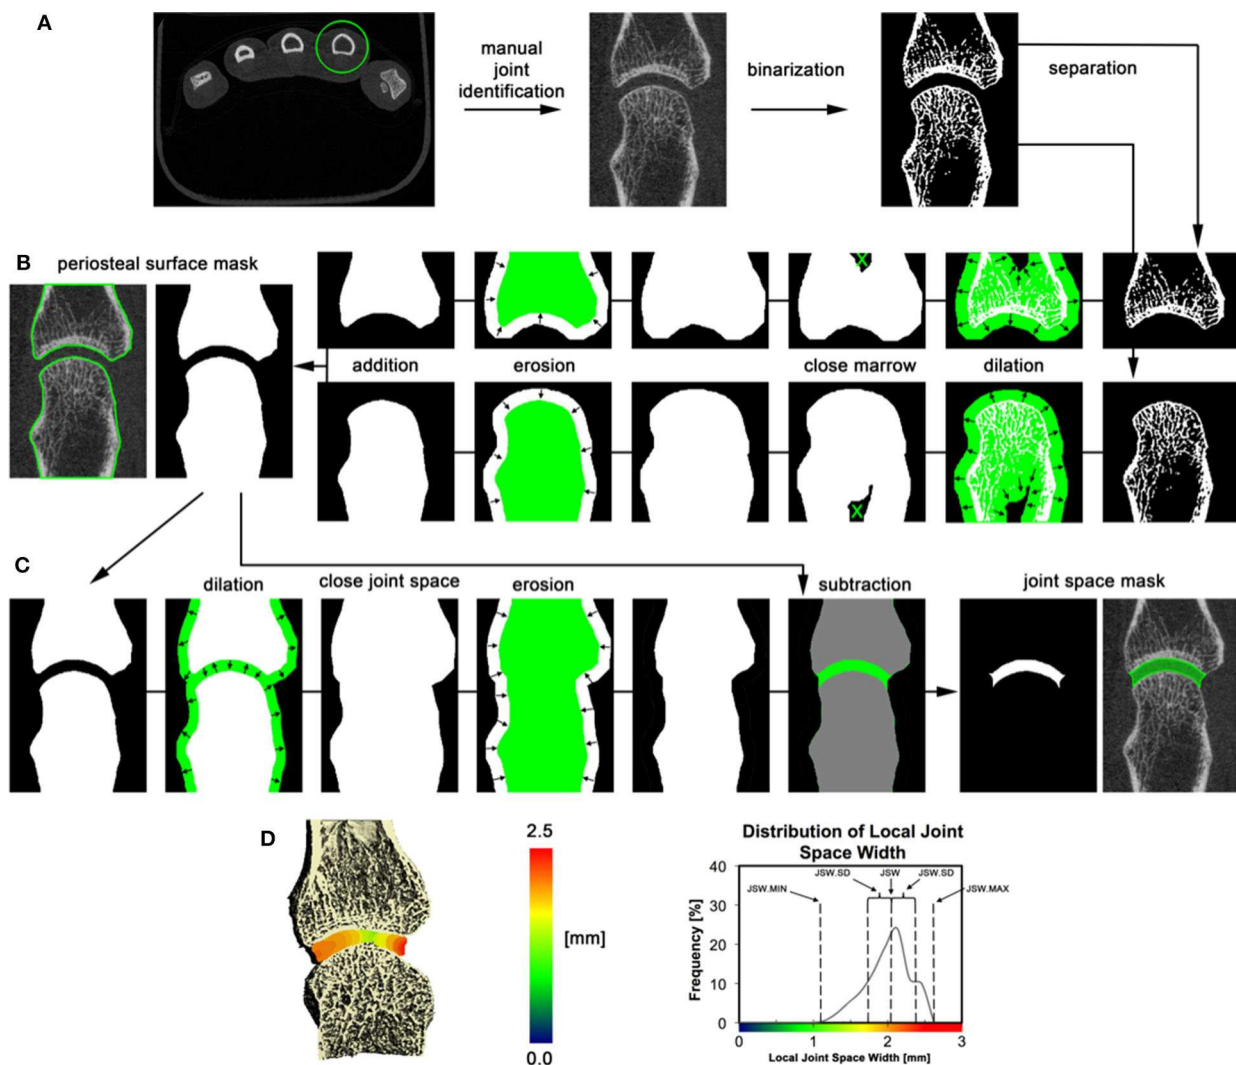 A
manual
joint
identification
binarization
separation
B
periosteal surface mask
X
addition
erosion
close marrow
dilation
X
C
dilation
close joint space
erosion
subtraction
joint space mask
D
2.5
[mm]
0.0
Distribution of Local Joint
Space Width
Frequency [%]
40
30
20
10
0
JSW.MIN
JSW.SD
JSW
JSW.SD
JSW.MAX
0
1
2
3
Local Joint Space Width [mm]